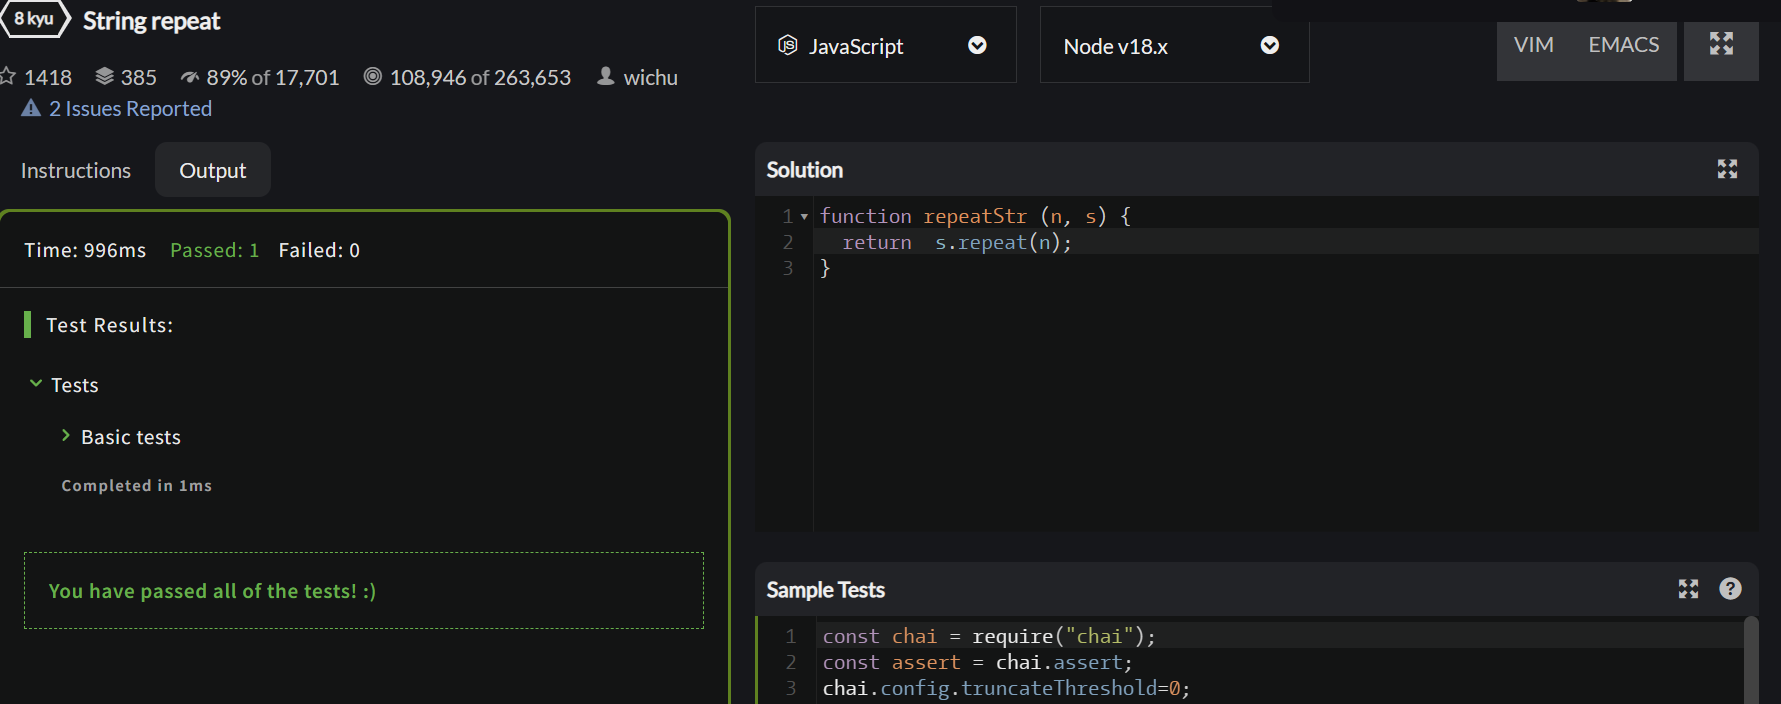 8 kyu String repeat
1418 385 89% of 17,701 108,946 of 263,653 wichu
2 Issues Reported
Instructions Output
Time: 996ms Passed: 1 Failed: 0
Test Results:
Tests
Basic tests
Completed in 1ms
You have passed all of the tests! :)
JavaScript Node v18.x VIM EMACS
Solution
1 function repeatStr (n, s) {
2 return  s.repeat(n);
3 }
Sample Tests ?
1 const chai = require("chai");
2 const assert = chai.assert;
3 chai.config.truncateThreshold=0;